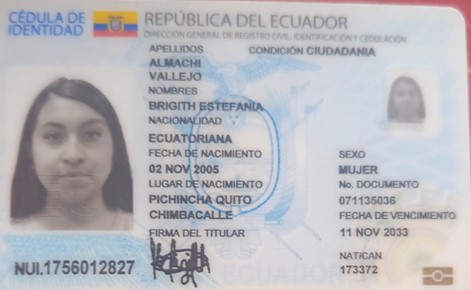 CÉDULA DE IDENTIDAD
REPÚBLICA DEL ECUADOR
DIRECCIÓN GENERAL DE REGISTRO CIVIL, IDENTIFICACIÓN Y CEDULACIÓN
APELLIDOS
CONDICIÓN CIUDADANIA
ALMACHI
VALLEJO
NOMBRES
BRIGITH ESTEFANIA
NACIONALIDAD
ECUATORIANA
FECHA DE NACIMIENTO
02 NOV 2005
LUGAR DE NACIMIENTO
PICHINCHA QUITO
CHIMBACALLE
FIRMA DEL TITULAR
SEXO
MUJER
No. DOCUMENTO
071135036
FECHA DE VENCIMIENTO
11 NOV 2033
NAT/CAN
173372
NUI.1756012827
ECUADOR